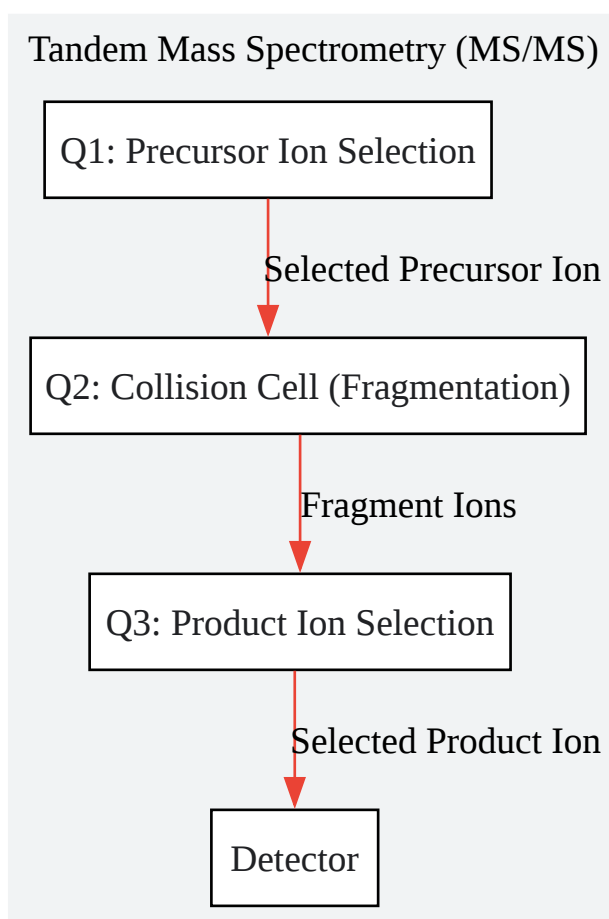 Tandem Mass Spectrometry (MS/MS)
Q1: Precursor Ion Selection
Selected Precursor Ion
Q2: Collision Cell (Fragmentation)
Fragment Ions
Q3: Product Ion Selection
Selected Product Ion
Detector